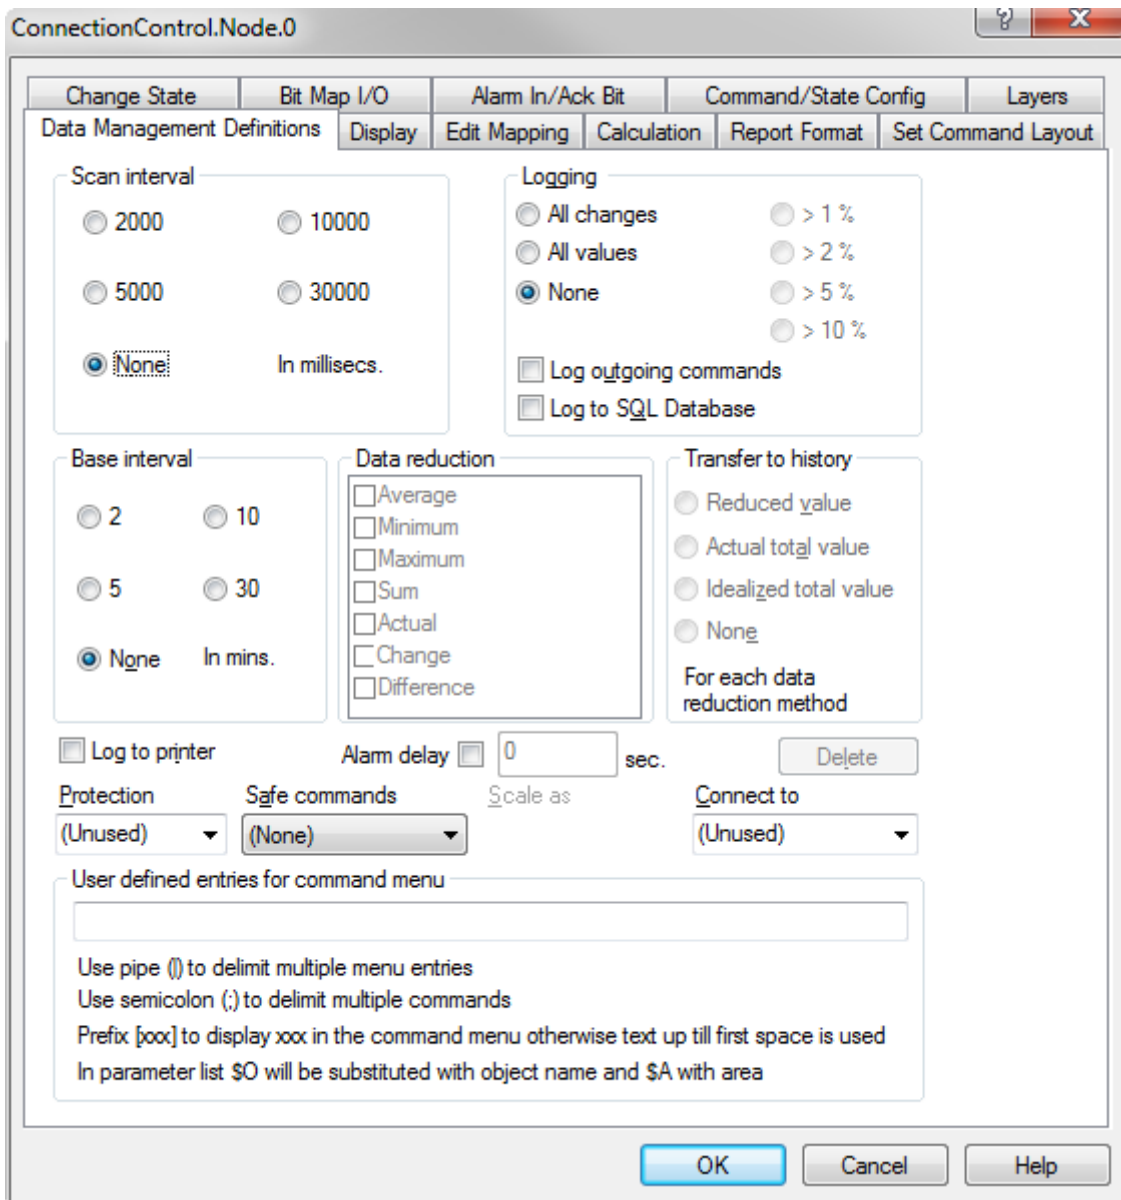 ConnectionControl.Node.0
?
X
Change State Bit Map I/O Alarm In/Ack Bit Command/State Config Layers
Data Management Definitions Display Edit Mapping Calculation Report Format Set Command Layout
Scan interval
2000 10000
5000 30000
None In millisecs.
Logging
All changes > 1 %
All values > 2 %
None > 5 %
> 10 %
Log outgoing commands
Log to SQL Database
Base interval
2 10
5 30
None In mins.
Data reduction
Average
Minimum
Maximum
Sum
Actual
Change
Difference
Transfer to history
Reduced value
Actual total value
Idealized total value
None
For each data
reduction method
Log to printer Alarm delay 0 sec. Delete
Protection Safe commands Scale as Connect to
(Unused) (None) (Unused)
User defined entries for command menu
Use pipe (|) to delimit multiple menu entries
Use semicolon (;) to delimit multiple commands
Prefix [xxx] to display xxx in the command menu otherwise text up till first space is used
In parameter list $O will be substituted with object name and $A with area
OK Cancel Help